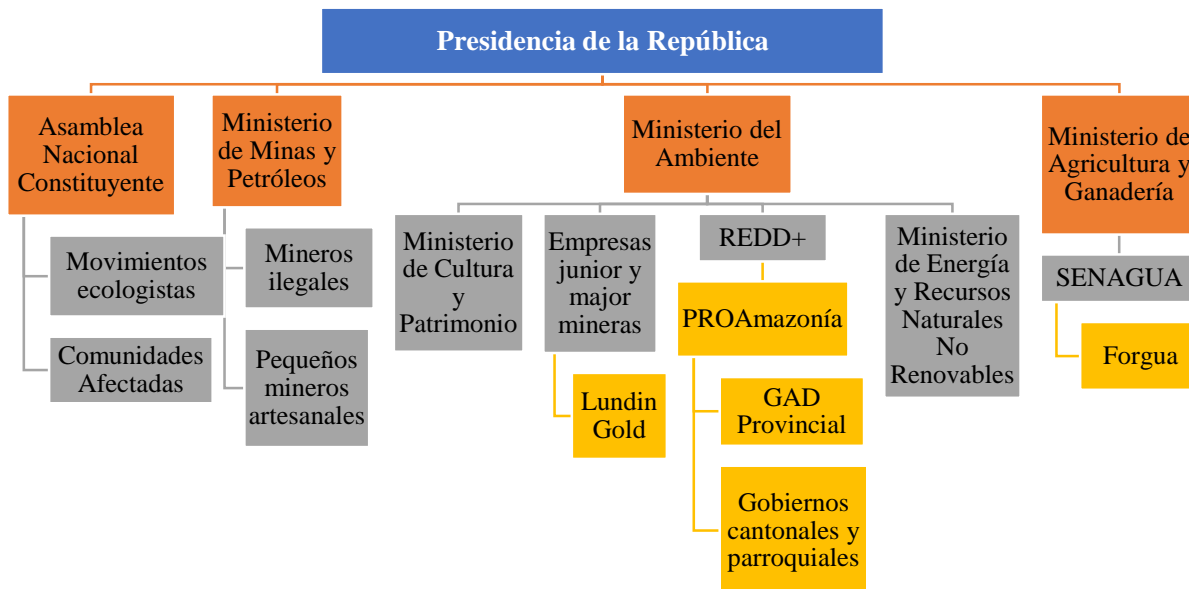 Presidencia de la República
Asamblea
Nacional
Constituyente
Ministerio
de Minas y
Petróleos
Ministerio del
Ambiente
Ministerio de
Agricultura y
Ganadería
Movimientos
ecologistas
Comunidades
Afectadas
Mineros
ilegales
Pequeños
mineros
artesanales
Ministerio
de Cultura
y
Patrimonio
Empresas
junior y
major
mineras
Lundin
Gold
REDD+
PROAmazonía
GAD
Provincial
Gobiernos
cantonales y
parroquiales
Ministerio
de Energía
y Recursos
Naturales
No
Renovables
SENAGUA
Forgua